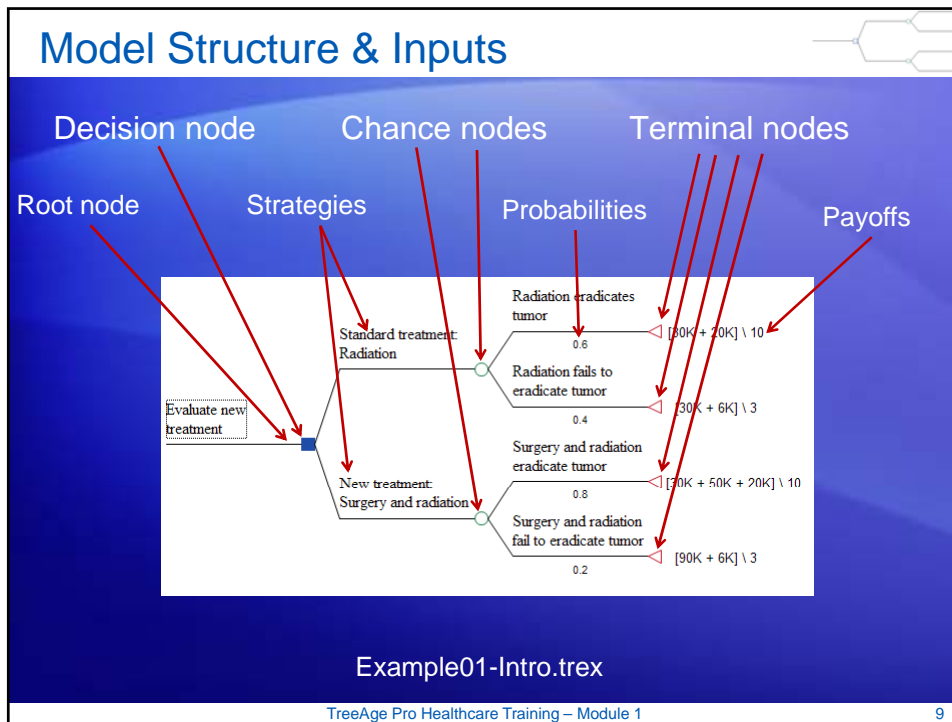 Model Structure & Inputs
Decision node
Chance nodes
Terminal nodes
Root node
Strategies
Probabilities
Payoffs
Radiation eradicates
tumor
0.6
[30K + 20K] \ 10
Standard treatment:
Radiation
Radiation fails to
eradicate tumor
0.4
[30K + 6K] \ 3
Evaluate new
treatment
Surgery and radiation
eradicate tumor
0.8
[30K + 50K + 20K] \ 10
New treatment:
Surgery and radiation
Surgery and radiation
fail to eradicate tumor
0.2
[90K + 6K] \ 3
Example01-Intro.trex
TreeAge Pro Healthcare Training – Module 1
9